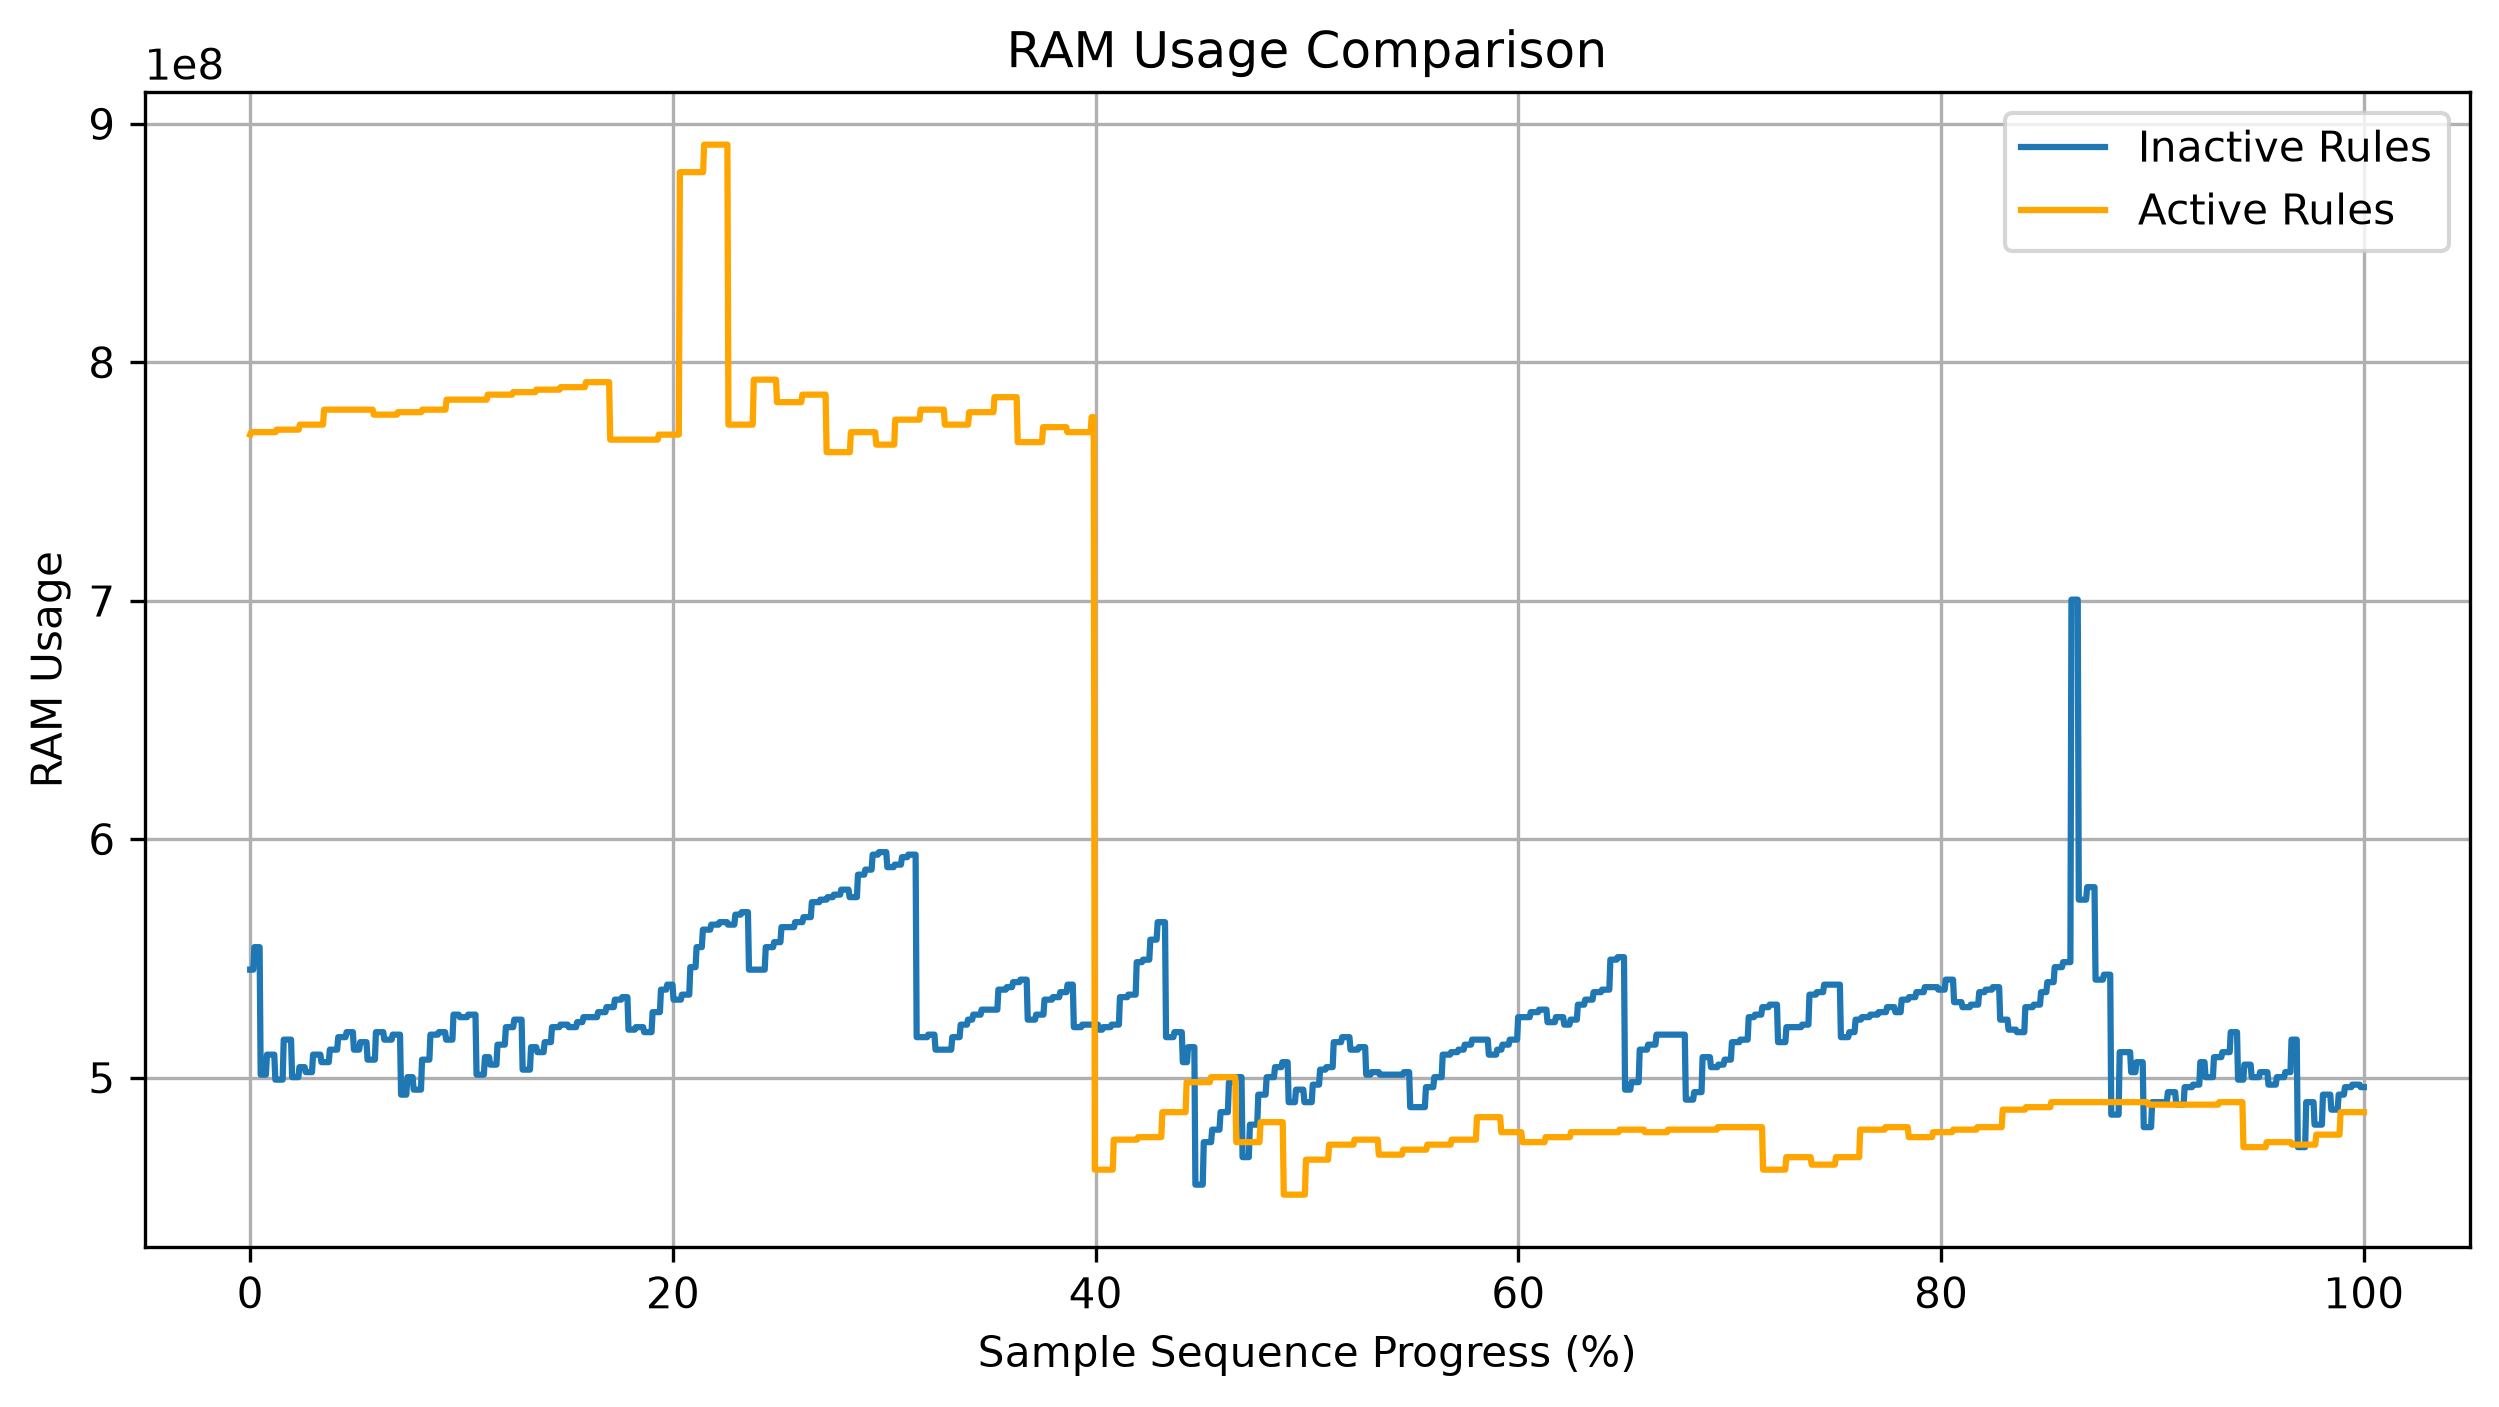 RAM Usage Comparison
1e8
9
8
7
6
5
RAM Usage
Inactive Rules
Active Rules
0
20
40
60
80
100
Sample Sequence Progress (%)